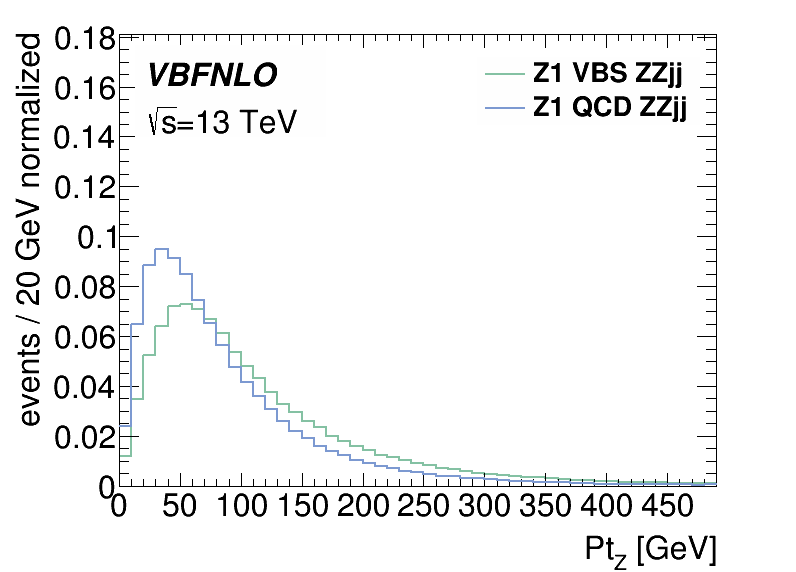 events / 20 GeV normalized
0.18
0.16
0.14
0.12
0.1
0.08
0.06
0.04
0.02
0
VBFNLO
√s=13 TeV
Z1 VBS ZZjj
Z1 QCD ZZjj
0 50 100 150 200 250 300 350 400 450
Pt_Z [GeV]